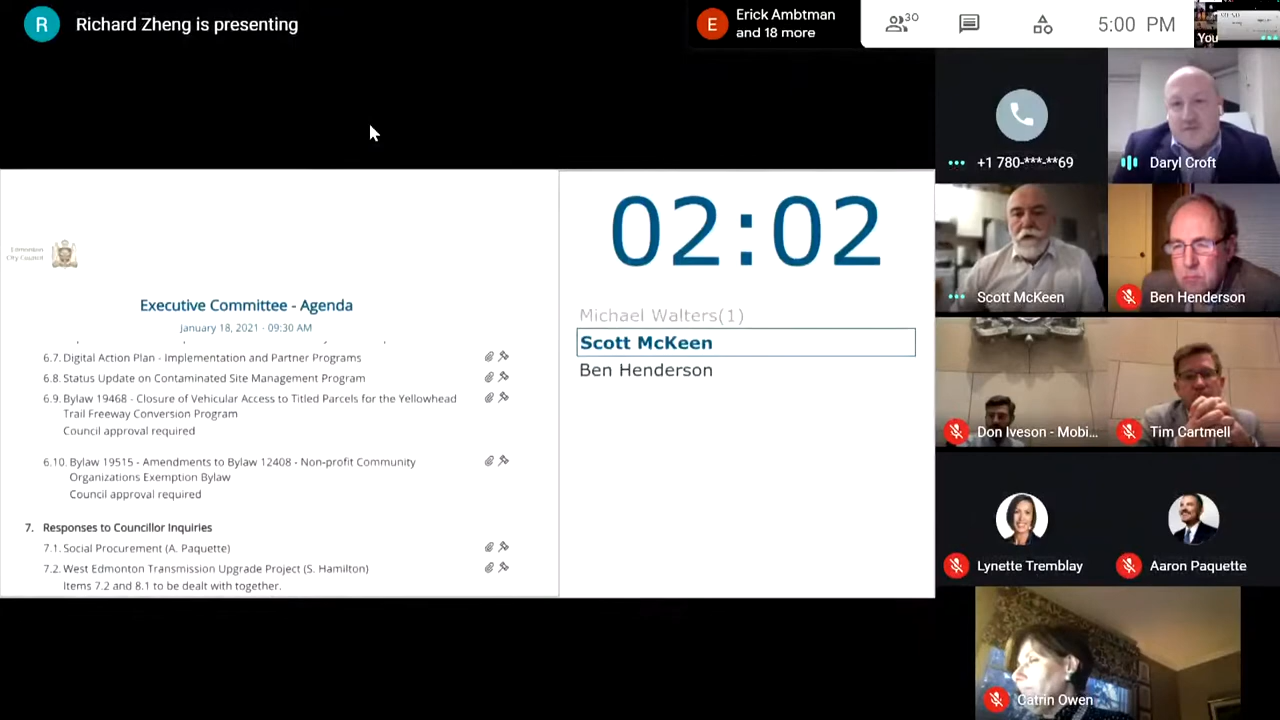 R
Richard Zheng is presenting
E
Erick Ambtman
and 18 more
30
5:00 PM
You
+1 780-***-**69
Daryl Croft
Scott McKeen
Ben Henderson
Don Iveson - Mobi...
Tim Cartmell
Lynette Tremblay
Aaron Paquette
Catrin Owen
Edmonton
City Council
Executive Committee - Agenda
January 18, 2021 - 09:30 AM
6.7. Digital Action Plan - Implementation and Partner Programs
6.8. Status Update on Contaminated Site Management Program
6.9. Bylaw 19468 - Closure of Vehicular Access to Titled Parcels for the Yellowhead
Trail Freeway Conversion Program
Council approval required
6.10. Bylaw 19515 - Amendments to Bylaw 12408 - Non-profit Community
Organizations Exemption Bylaw
Council approval required
7. Responses to Councillor Inquiries
7.1. Social Procurement (A. Paquette)
7.2. West Edmonton Transmission Upgrade Project (S. Hamilton)
Items 7.2 and 8.1 to be dealt with together.
02:02
Michael Walters(1)
Scott McKeen
Ben Henderson